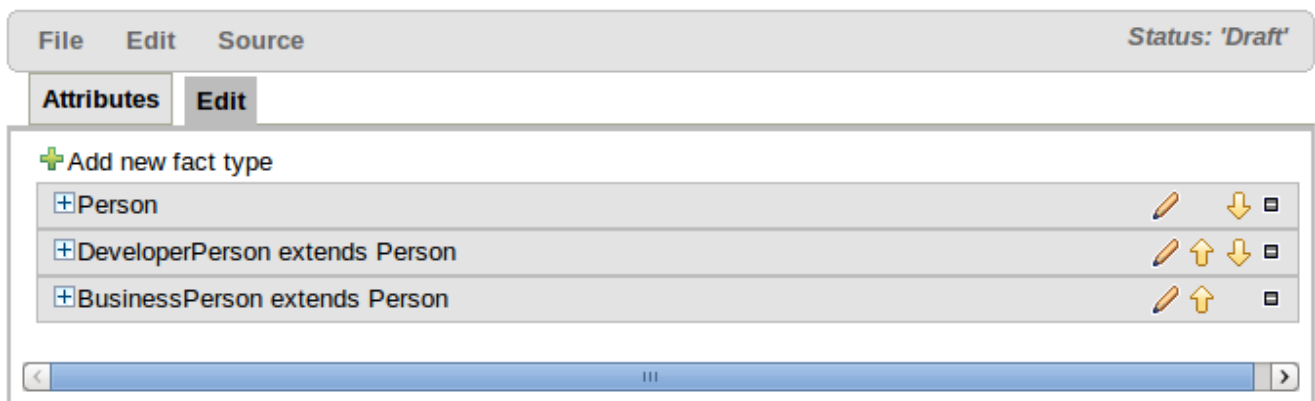 File Edit Source Status: 'Draft'
Attributes Edit
Add new fact type
Person
DeveloperPerson extends Person
BusinessPerson extends Person